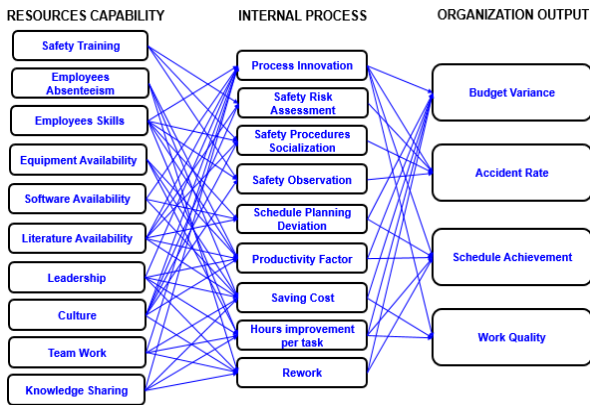 RESOURCES CAPABILITY
Safety Training
Employees
Absenteeism
Employees Skills
Equipment Availability
Software Availability
Literature Availability
Leadership
Culture
Team Work
Knowledge Sharing
INTERNAL PROCESS
Process Innovation
Safety Risk
Assessment
Safety Procedures
Socialization
Safety Observation
Schedule Planning
Deviation
Productivity Factor
Saving Cost
Hours improvement
per task
Rework
ORGANIZATION OUTPUT
Budget Variance
Accident Rate
Schedule Achievement
Work Quality